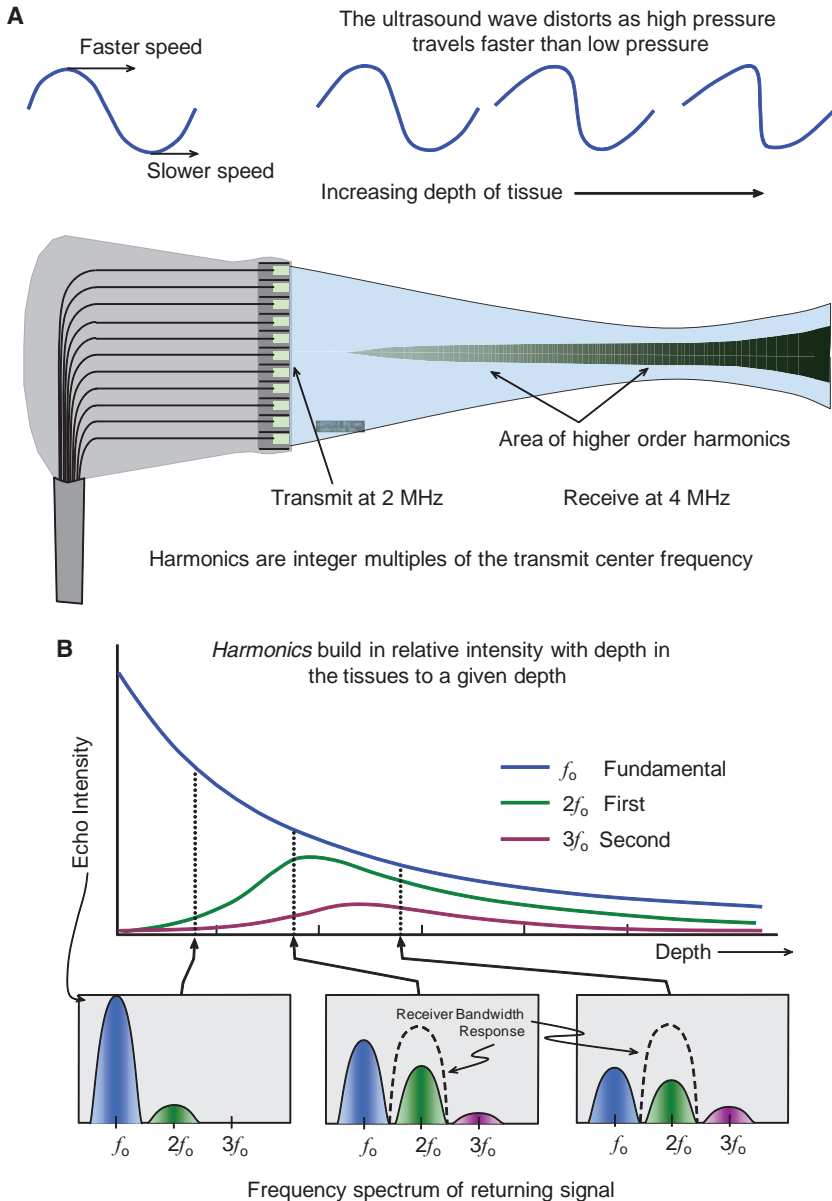 A
The ultrasound wave distorts as high pressure
travels faster than low pressure
Faster speed
Slower speed
Increasing depth of tissue
Area of higher order harmonics
Transmit at 2 MHz
Receive at 4 MHz
Harmonics are integer multiples of the transmit center frequency
B
Harmonics build in relative intensity with depth in
the tissues to a given depth
Echo Intensity
fo Fundamental
2fo First
3fo Second
Depth
Receiver Bandwidth
Response
fo 2fo 3fo
fo 2fo 3fo
fo 2fo 3fo
Frequency spectrum of returning signal